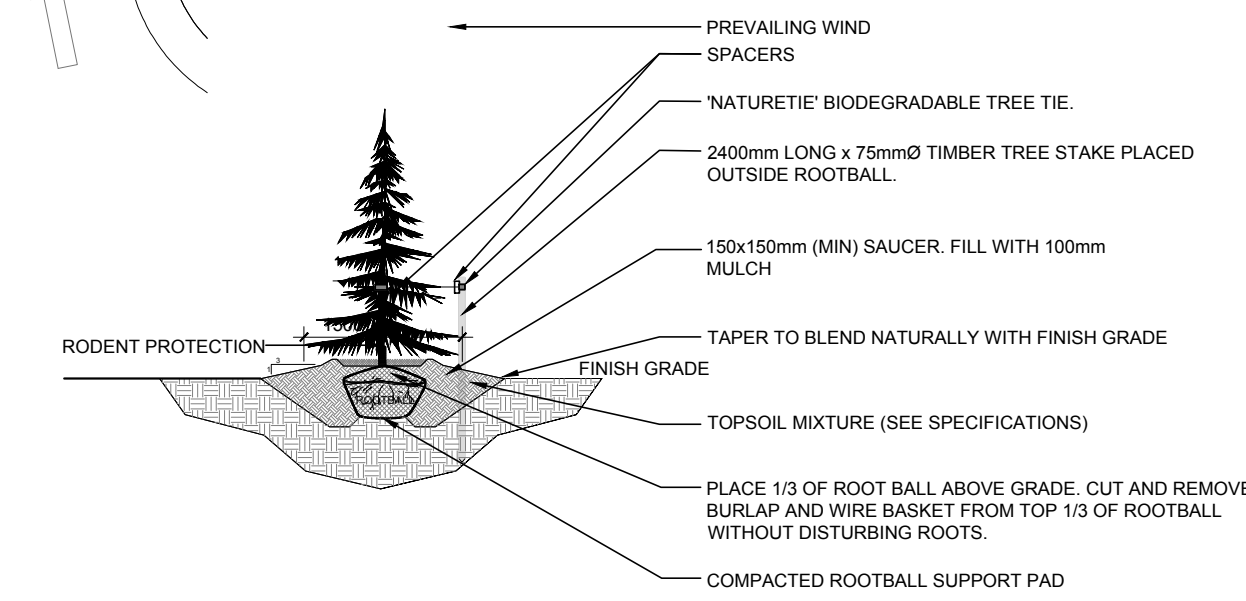 PREVAILING WIND
SPACERS
'NATURETIE' BIODEGRADABLE TREE TIE.
2400mm LONG x 75mmØ TIMBER TREE STAKE PLACED
OUTSIDE ROOTBALL.
150x150mm (MIN) SAUCER. FILL WITH 100mm
MULCH
TAPER TO BLEND NATURALLY WITH FINISH GRADE
RODENT PROTECTION
3
1
FINISH GRADE
ROOTBALL
TOPSOIL MIXTURE (SEE SPECIFICATIONS)
PLACE 1/3 OF ROOT BALL ABOVE GRADE. CUT AND REMOVE
BURLAP AND WIRE BASKET FROM TOP 1/3 OF ROOTBALL
WITHOUT DISTURBING ROOTS.
COMPACTED ROOTBALL SUPPORT PAD